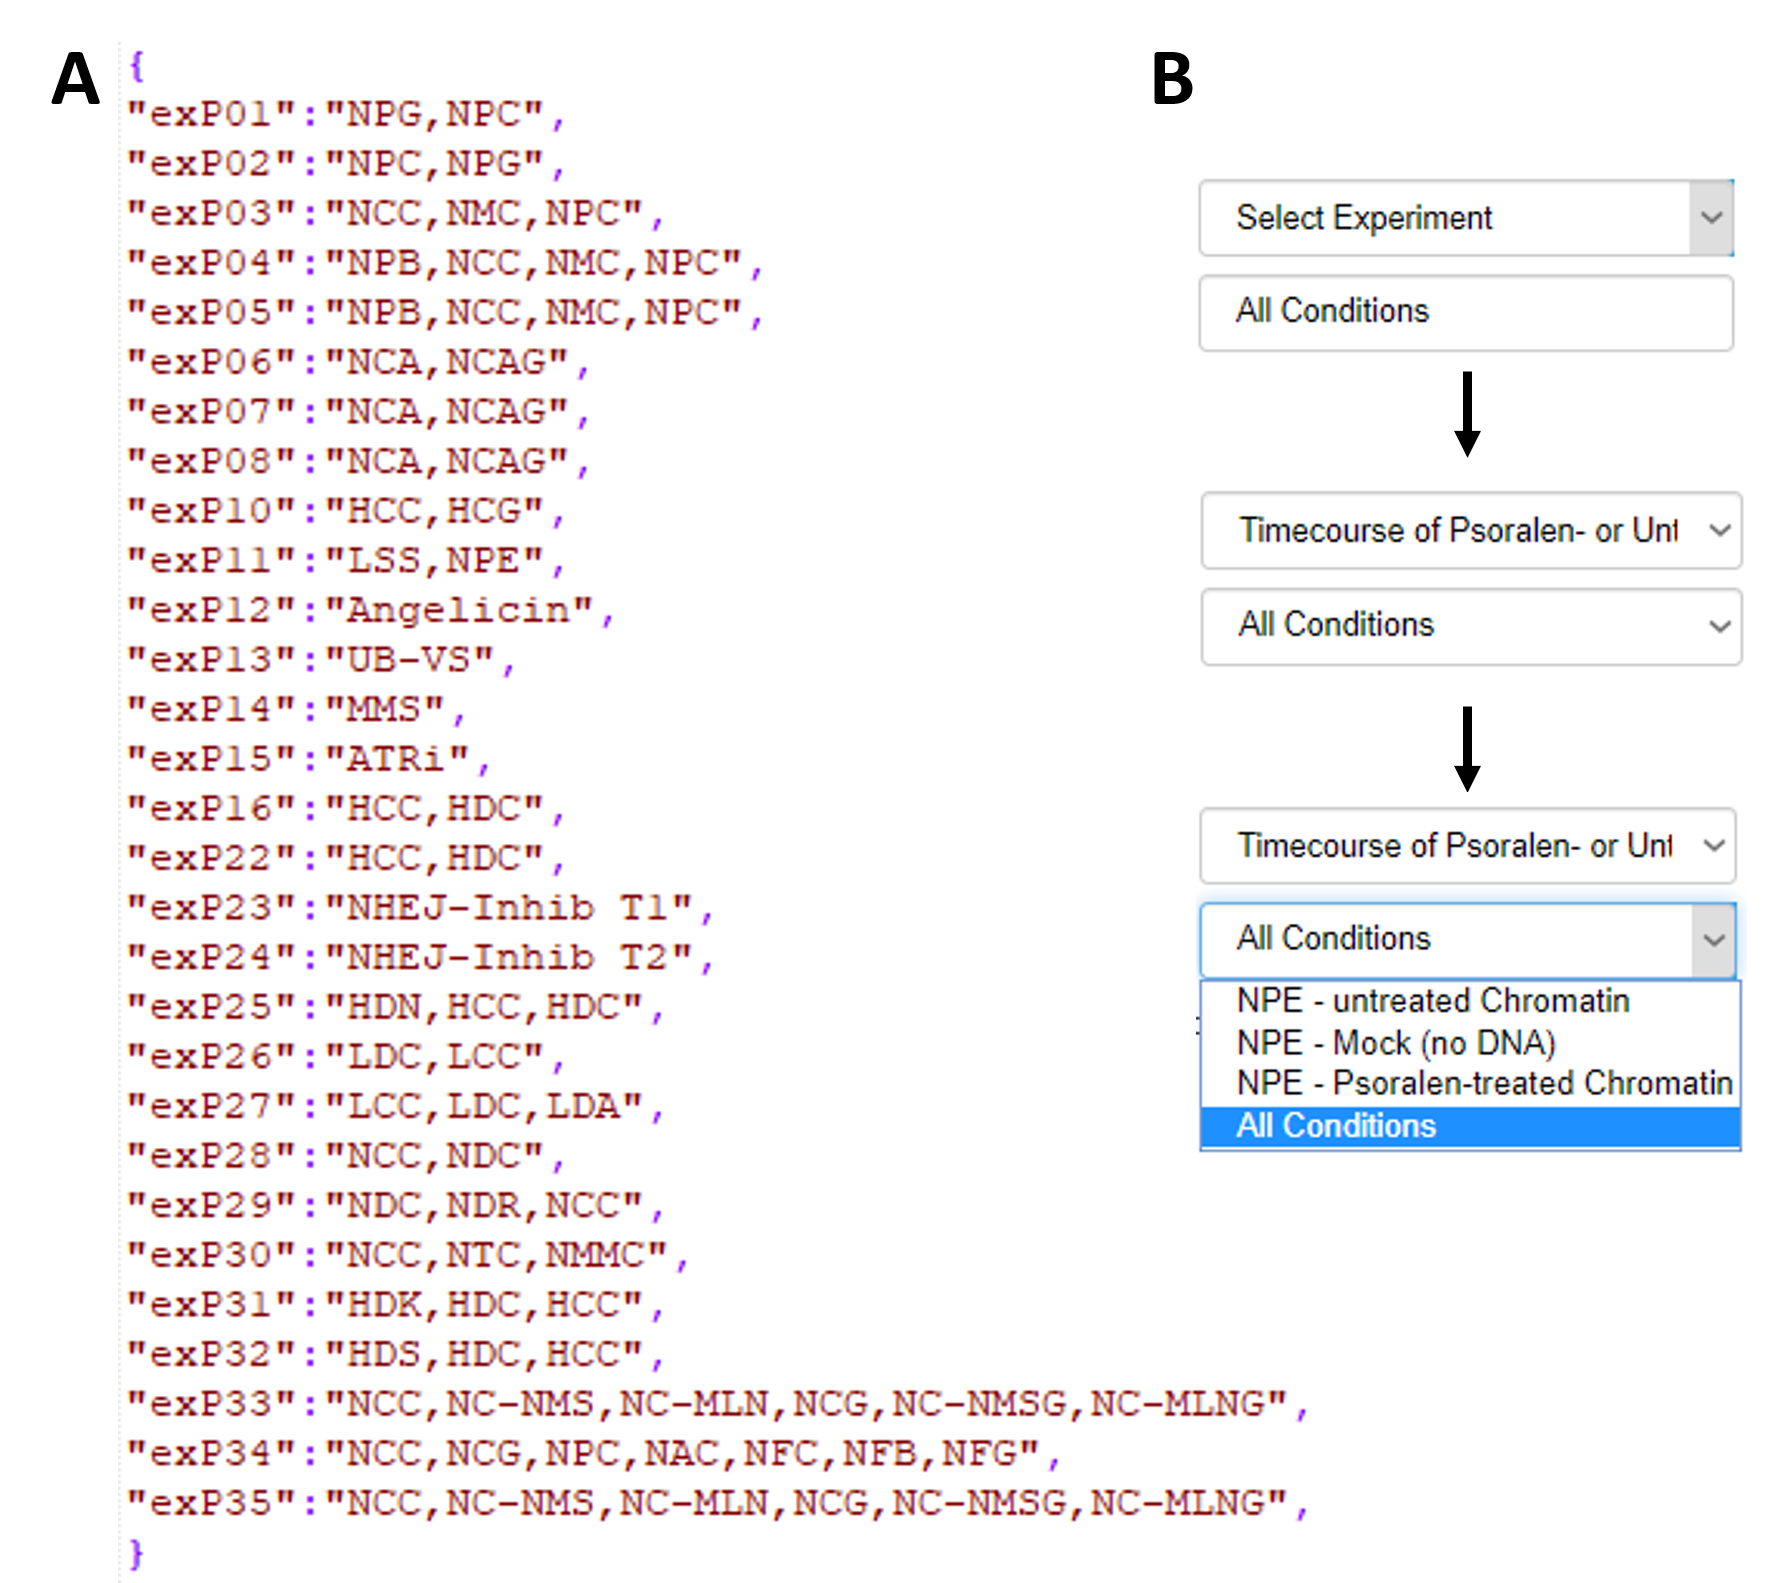 A
{
"exP01":"NPG,NPC",
"exP02":"NPC,NPG",
"exP03":"NCC,NMC,NPC",
"exP04":"NPB,NCC,NMC,NPC",
"exP05":"NPB,NCC,NMC,NPC",
"exP06":"NCA,NCAG",
"exP07":"NCA,NCAG",
"exP08":"NCA,NCAG",
"exP10":"HCC,HCG",
"exP11":"LSS,NPE",
"exP12":"Angelicin",
"exP13":"UB-VS",
"exP14":"MMS",
"exP15":"ATRi",
"exP16":"HCC,HDC",
"exP22":"HCC,HDC",
"exP23":"NHEJ-Inhib T1",
"exP24":"NHEJ-Inhib T2",
"exP25":"HDN,HCC,HDC",
"exP26":"LDC,LCC",
"exP27":"LCC,LDC,LDA",
"exP28":"NCC,NDC",
"exP29":"NDC,NDR,NCC",
"exP30":"NCC,NTC,NMMC",
"exP31":"HDK,HDC,HCC",
"exP32":"HDS,HDC,HCC",
"exP33":"NCC,NC-NMS,NC-MLN,NCG,NC-NMSG,NC-MLNG",
"exP34":"NCC,NCG,NPC,NAC,NFC,NFB,NFG",
"exP35":"NCC,NC-NMS,NC-MLN,NCG,NC-NMSG,NC-MLNG",
}
B
Select Experiment
All Conditions
Timecourse of Psoralen- or Unt
All Conditions
Timecourse of Psoralen- or Unt
All Conditions
NPE - untreated Chromatin
NPE - Mock (no DNA)
NPE - Psoralen-treated Chromatin
All Conditions